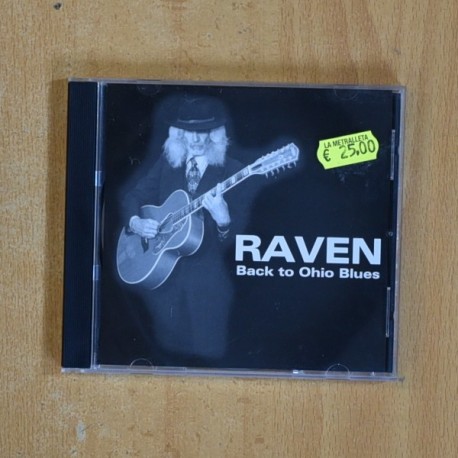 LA METRALLETA
€ 25,00
RAVEN
Back to Ohio Blues